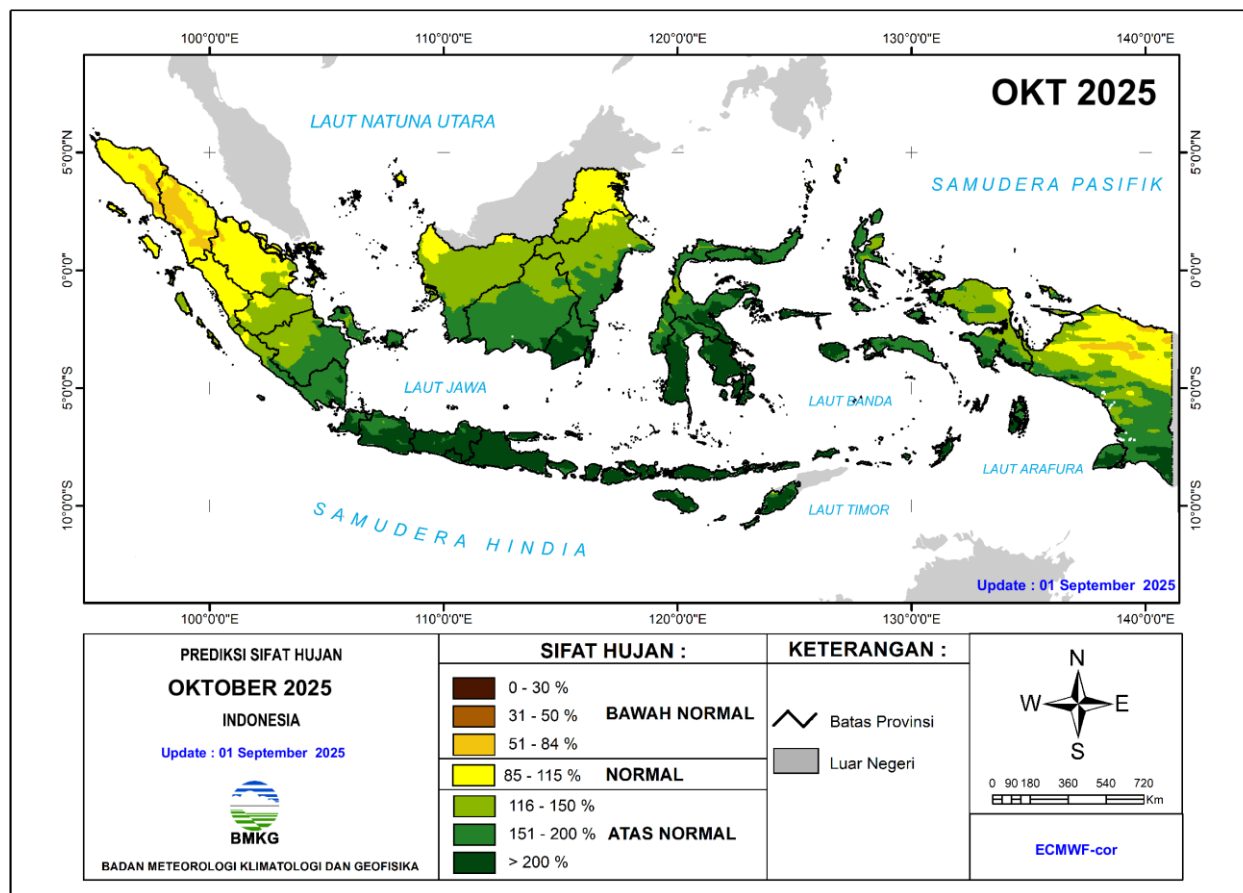 100°0'0"E 110°0'0"E 120°0'0"E 130°0'0"E 140°0'0"E
OKT 2025
LAUT NATUNA UTARA
5°0'0"N 5°0'0"N
SAMUDERA PASIFIK
0°0'0" 0°0'0"
LAUT JAWA
LAUT BANDA
5°0'0"S 5°0'0"S
LAUT ARAFURA
LAUT TIMOR
10°0'0"S 10°0'0"S
SAMUDERA HINDIA
Update : 01 September 2025
100°0'0"E 110°0'0"E 120°0'0"E 130°0'0"E 140°0'0"E
PREDIKSI SIFAT HUJAN
OKTOBER 2025
INDONESIA
Update : 01 September 2025
BMKG
BADAN METEOROLOGI KLIMATOLOGI DAN GEOFISIKA
SIFAT HUJAN :
0 - 30 %
31 - 50 % BAWAH NORMAL
51 - 84 %
85 - 115 % NORMAL
116 - 150 %
151 - 200 % ATAS NORMAL
> 200 %
KETERANGAN :
Batas Provinsi
Luar Negeri
N
W E
S
0 90 180 360 540 720
Km
ECMWF-cor